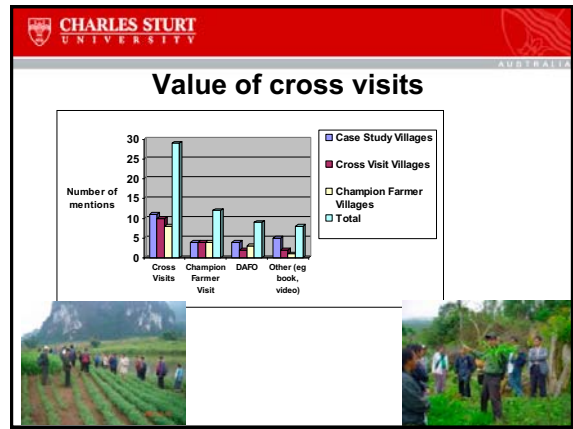 CHARLES STURT
UNIVERSITY
AUSTRALIA
Value of cross visits
Number of
mentions
30
25
20
15
10
5
0
Cross
Visits
Champion
Farmer
Visit
DAFO
Other (eg
book,
video)
Case Study Villages
Cross Visit Villages
Champion Farmer
Villages
Total